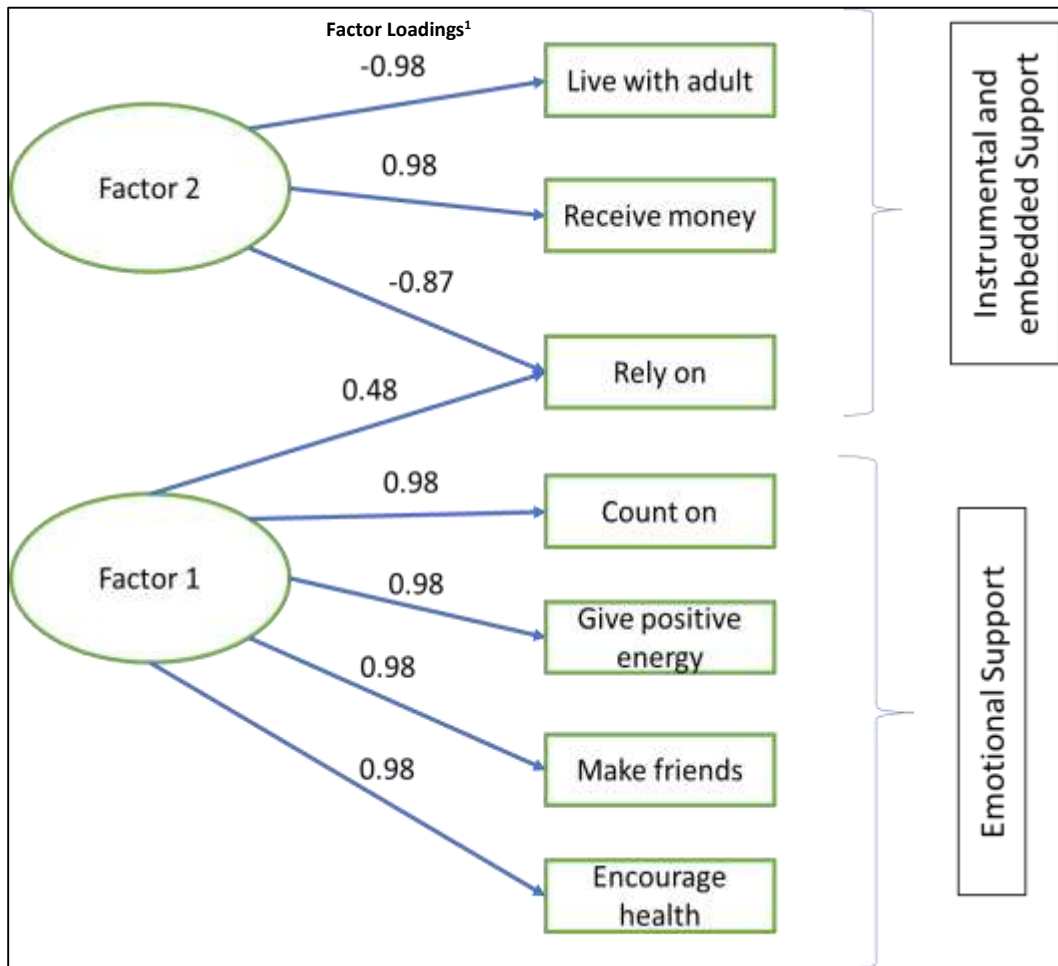 Factor Loadings¹
-0.98
Live with adult
Factor 2
0.98
Receive money
-0.87
Rely on
0.48
Instrumental and
embedded Support
0.98
Count on
Factor 1
0.98
Give positive
energy
0.98
Make friends
0.98
Encourage
health
Emotional Support